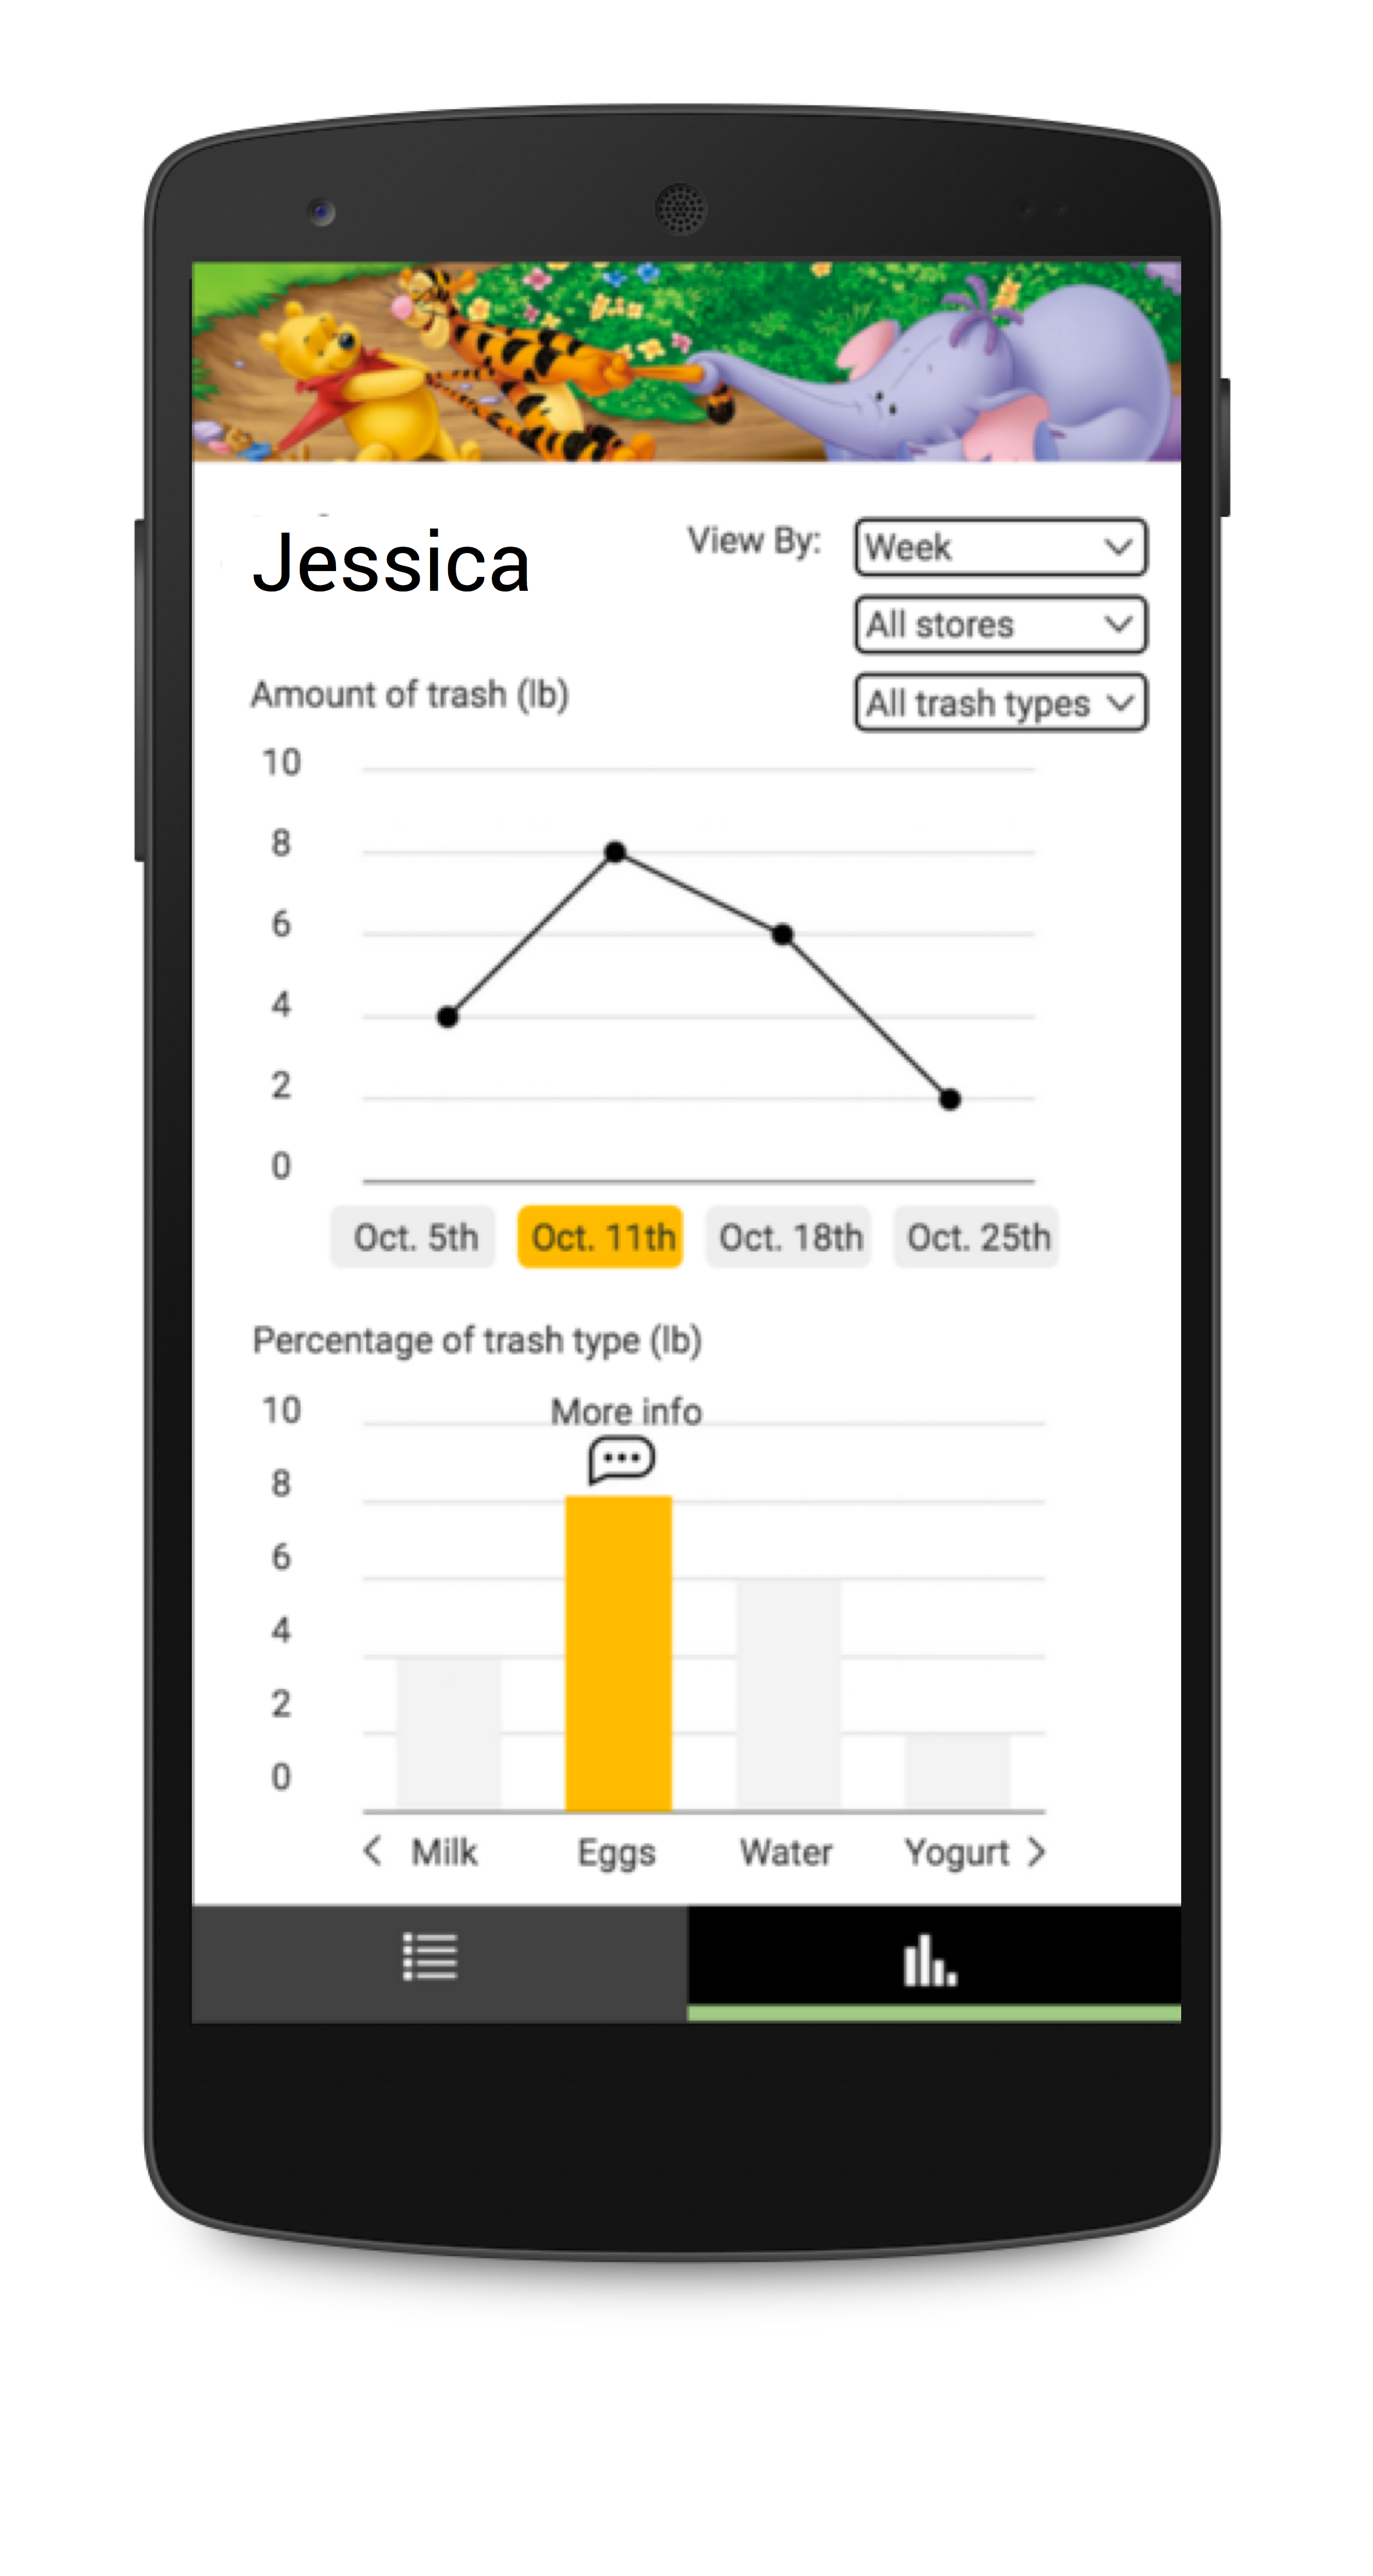 Jessica
View By:
Week
All stores
All trash types
Amount of trash (lb)
10
8
6
4
2
0
Oct. 5th Oct. 11th Oct. 18th Oct. 25th
Percentage of trash type (lb)
More info
10
8
6
4
2
0
< Milk Eggs Water Yogurt >